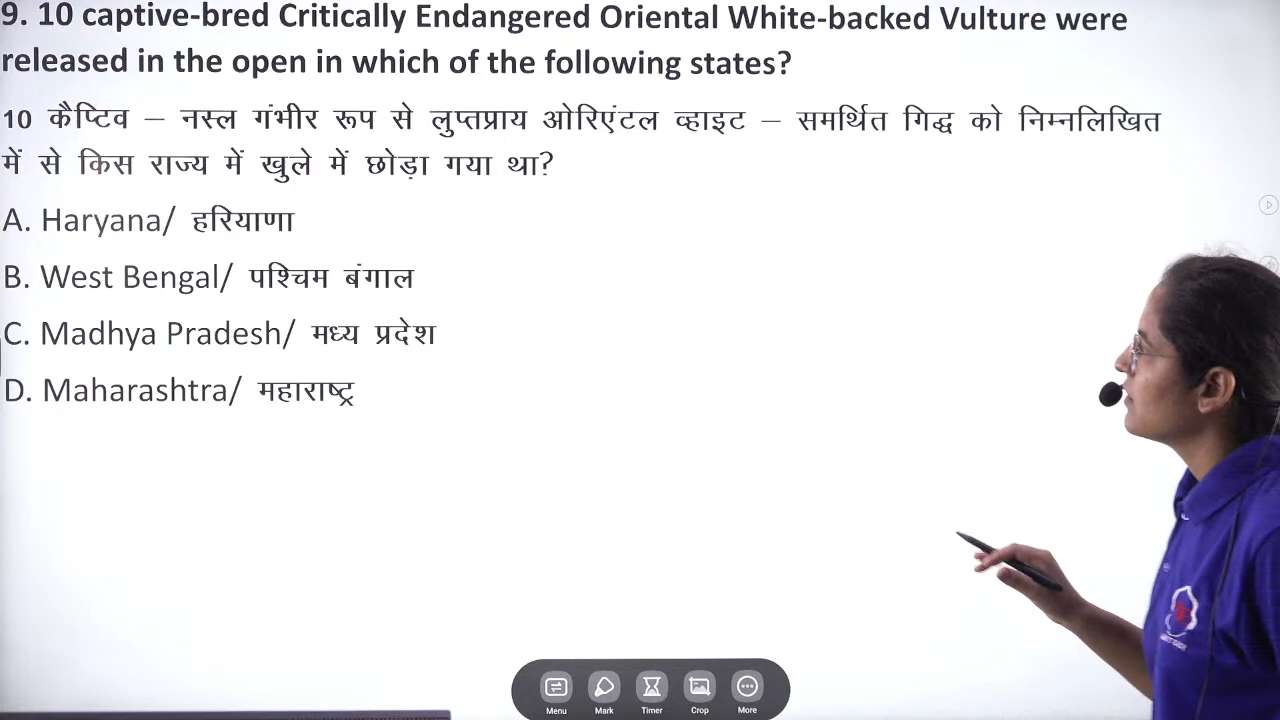 9. 10 captive-bred Critically Endangered Oriental White-backed Vulture were
released in the open in which of the following states?
10 कैप्टिव – नस्ल गंभीर रूप से लुप्तप्राय ओरिएंटल व्हाइट – समर्थित गिद्ध को निम्नलिखित
में से किस राज्य में खुले में छोड़ा गया था?
A. Haryana/ हरियाणा
B. West Bengal/ पश्चिम बंगाल
C. Madhya Pradesh/ मध्य प्रदेश
D. Maharashtra/ महाराष्ट्र
Menu Mark Timer Crop More